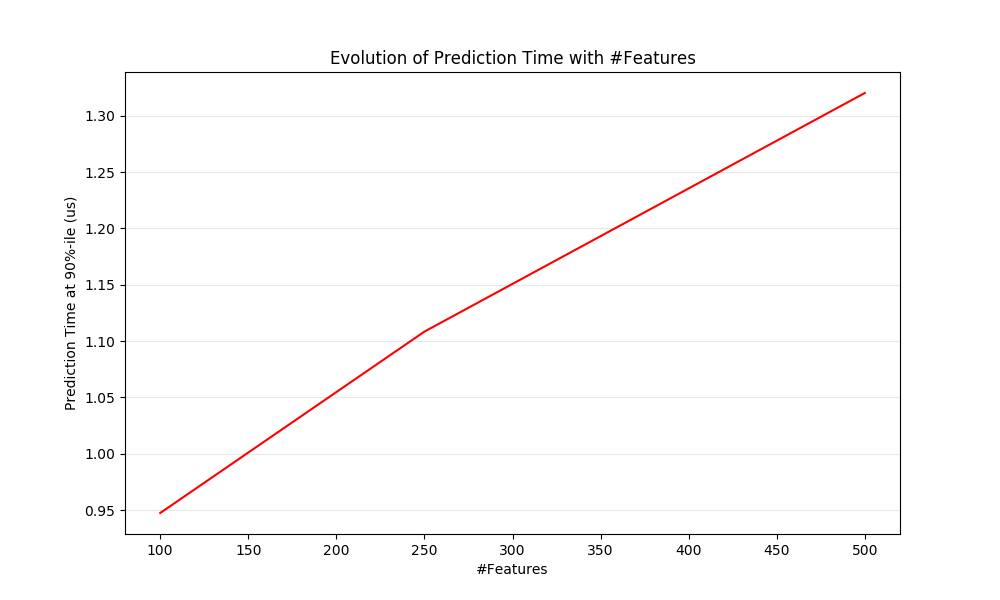 Evolution of Prediction Time with #Features
Prediction Time at 90%-ile (us)
1.30
1.25
1.20
1.15
1.10
1.05
1.00
0.95
100 150 200 250 300 350 400 450 500
#Features